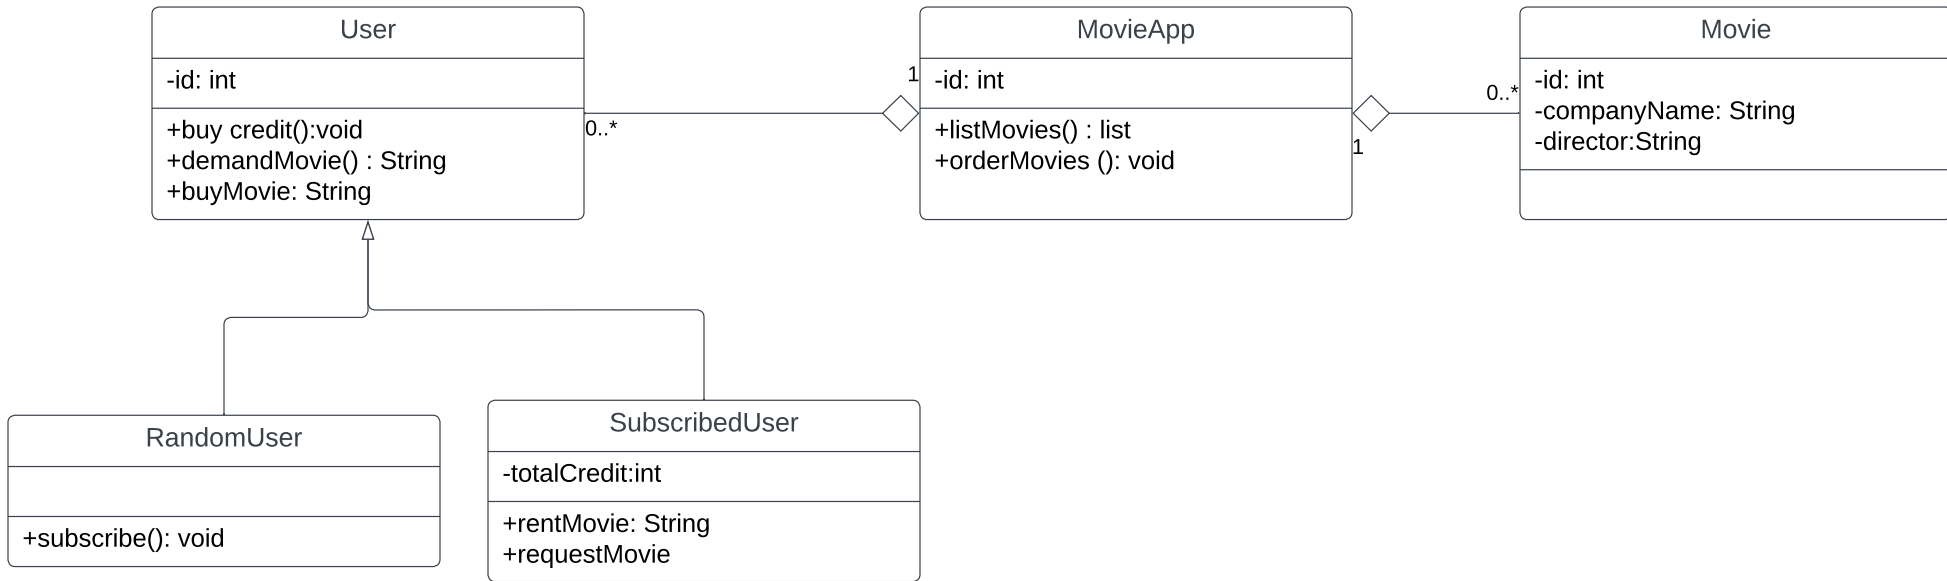 User
-id: int
+buy credit():void
+demandMovie() : String
+buyMovie: String
0..*
1
MovieApp
-id: int
+listMovies() : list
+orderMovies (): void
1
0..*
Movie
-id: int
-companyName: String
-director:String
RandomUser
+subscribe(): void
SubscribedUser
-totalCredit:int
+rentMovie: String
+requestMovie